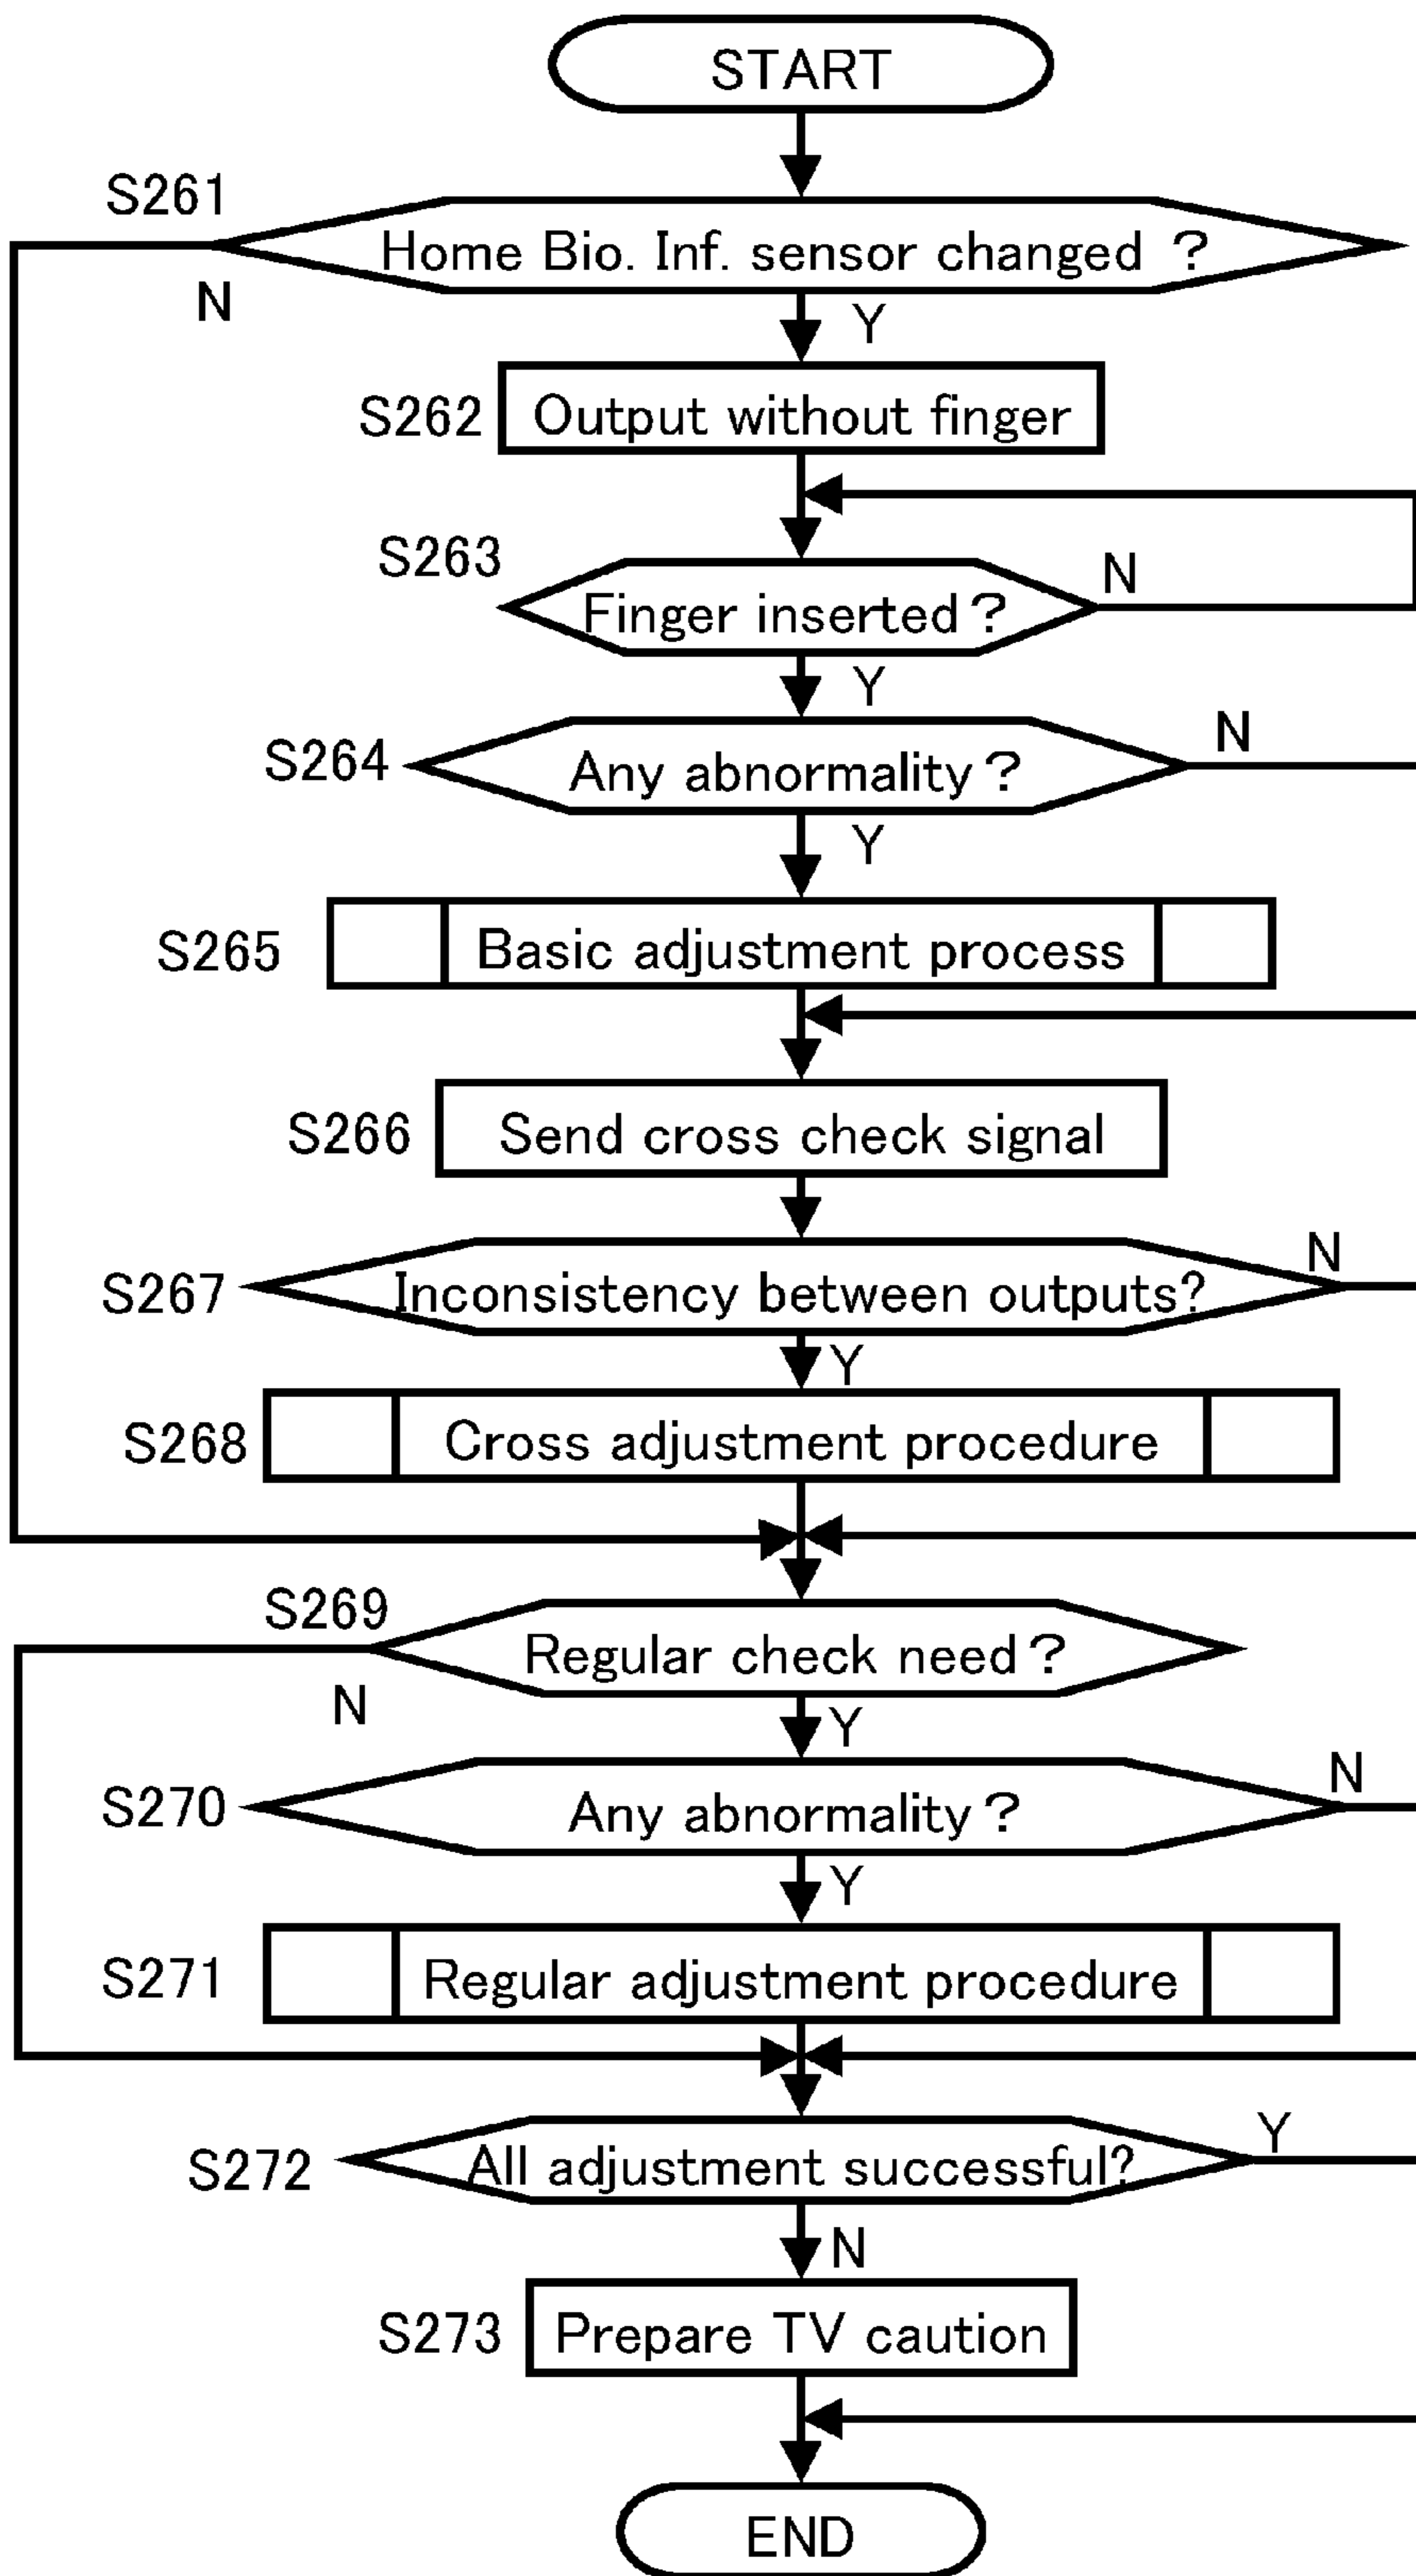 START
S261
Home Bio. Inf. sensor changed ?
N
Y
S262
Output without finger
S263
Finger inserted?
N
Y
S264
Any abnormality?
N
Y
S265
Basic adjustment process
S266
Send cross check signal
S267
Inconsistency between outputs?
N
Y
S268
Cross adjustment procedure
S269
Regular check need?
N
Y
S270
Any abnormality?
N
Y
S271
Regular adjustment procedure
S272
All adjustment successful?
Y
N
S273
Prepare TV caution
END